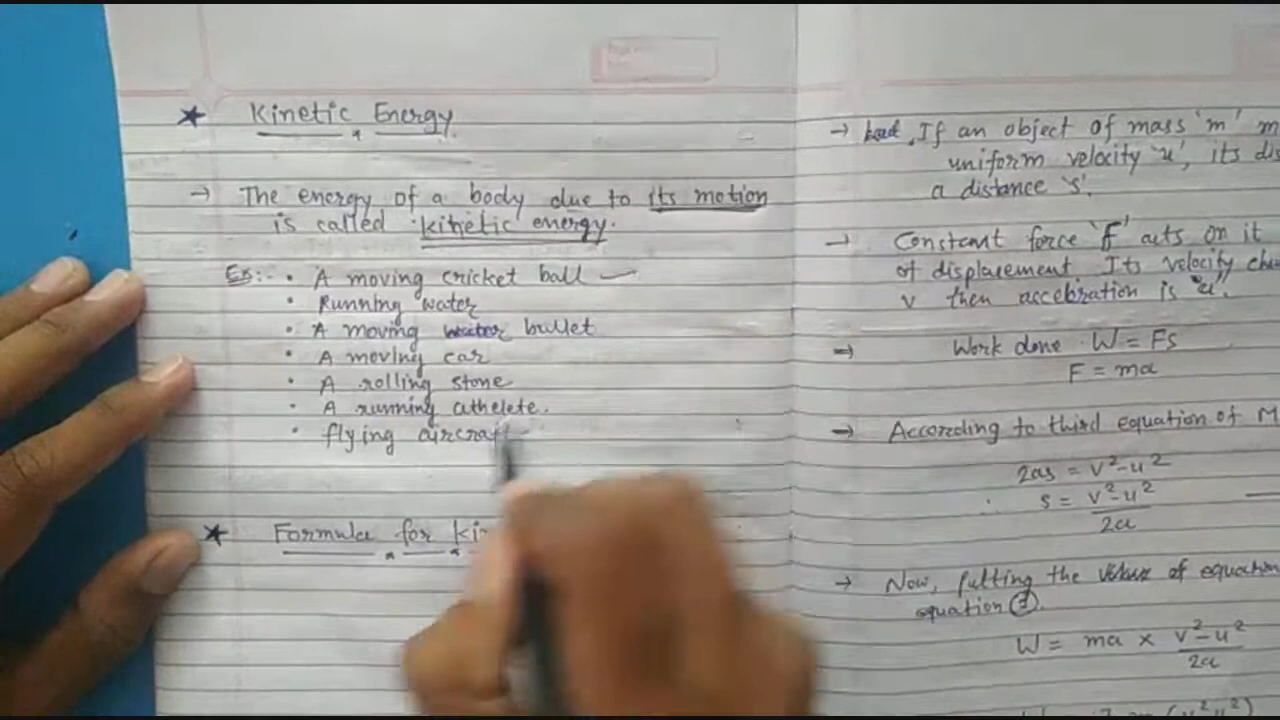 Kinetic Energy
→ The energy of a body due to its motion
is called kinetic energy.
Ex:- • A moving cricket ball
• Running water
• A moving bullet
• A moving car
• A rolling stone
• A running athelete.
• flying aircraft
Formula for
→ If an object of mass 'm'
uniform velocity 'u', its
a distance 's'.
→ Constant force 'F' acts on it
of displacement. Its velocity
v then acceleration is "a".
→ Work done W = Fs
F = ma
→ According to third equation of
2as = v²-u²
∴ s = v²-u²
2a
→ Now, putting the of equation
equation
W = ma × v²-u²
2a